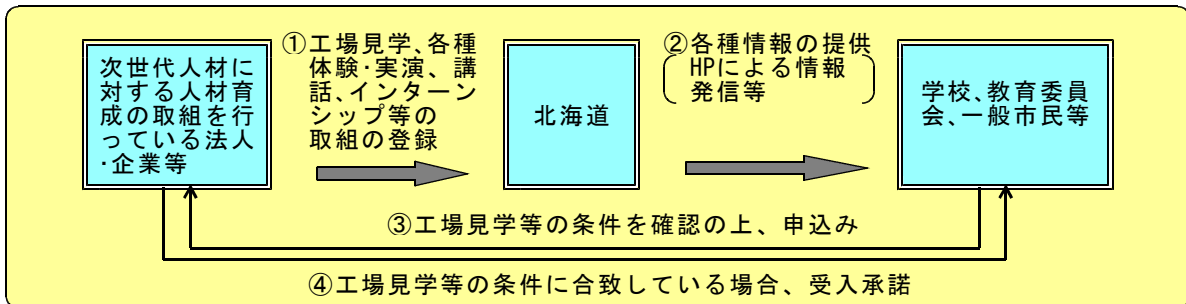 次世代人材に
対する人材育
成の取組を行
っている法人
･企業等
①工場見学、各種
体験･実演、講
話、インターン
シップ等の
取組の登録
北海道
②各種情報の提供
HPによる情報
発信等
学校、教育委員
会、一般市民等
③工場見学等の条件を確認の上、申込み
④工場見学等の条件に合致している場合、受入承諾